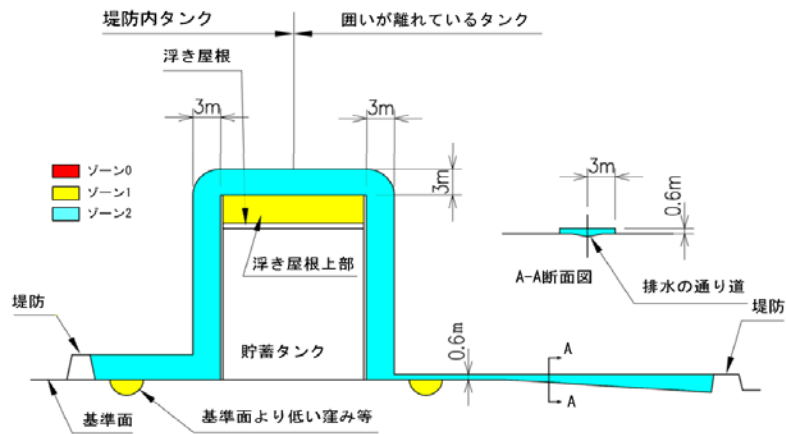 堤防内タンク
囲いが離れているタンク
浮き屋根
3m
3m
3m
ゾーン0
ゾーン1
ゾーン2
3m
0.6m
浮き屋根上部
A-A断面図
排水の通り道
堤防
堤防
貯蓄タンク
0.6m
A
A
基準面
基準面より低い窪み等